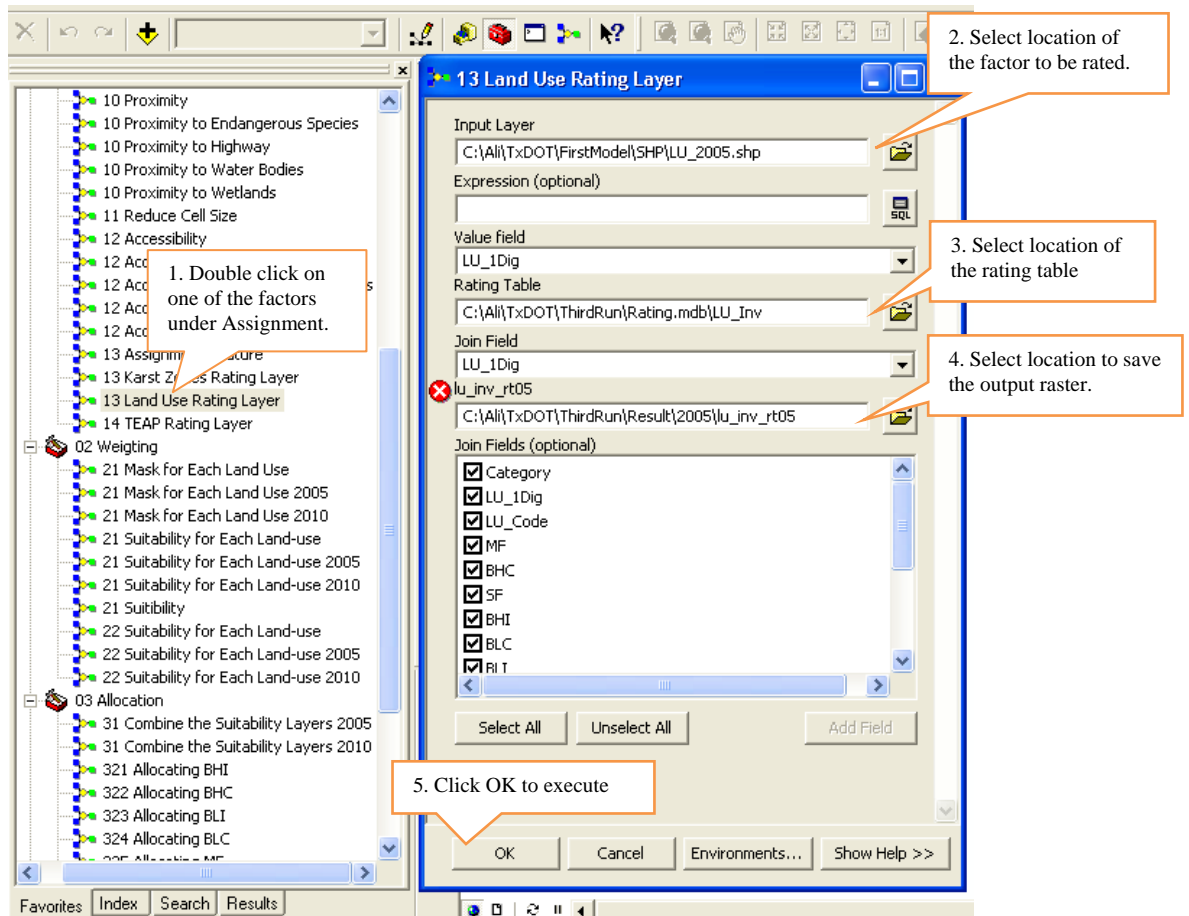 1:1
10 Proximity
10 Proximity to Endangerous Species
10 Proximity to Highway
10 Proximity to Water Bodies
10 Proximity to Wetlands
11 Reduce Cell Size
12 Accessibility
12 Acc
12 Acc s
12 Acc
12 Acc
13 Assignm ature
13 Karst Z es Rating Layer
13 Land Use Rating Layer
14 TEAP Rating Layer
02 Weigting
21 Mask for Each Land Use
21 Mask for Each Land Use 2005
21 Mask for Each Land Use 2010
21 Suitability for Each Land-use
21 Suitability for Each Land-use 2005
21 Suitability for Each Land-use 2010
21 Suitibility
22 Suitability for Each Land-use
22 Suitability for Each Land-use 2005
22 Suitability for Each Land-use 2010
03 Allocation
31 Combine the Suitability Layers 2005
31 Combine the Suitability Layers 2010
321 Allocating BHI
322 Allocating BHC
323 Allocating BLI
324 Allocating BLC
Favorites Index Search Results
1. Double click on
one of the factors
under Assignment.
13 Land Use Rating Layer
Input Layer
C:\Ali\TxDOT\FirstModel\SHP\LU_2005.shp
Expression (optional)
SQL
Value field
LU_1Dig
Rating Table
C:\Ali\TxDOT\ThirdRun\Rating.mdb\LU_Inv
Join Field
LU_1Dig
lu_inv_rt05
C:\Ali\TxDOT\ThirdRun\Result\2005\lu_inv_rt05
Join Fields (optional)
Category
LU_1Dig
LU_Code
MF
BHC
SF
BHI
BLC
BLI
Select All Unselect All Add Field
OK Cancel Environments... Show Help >>
2. Select location of
the factor to be rated.
3. Select location of
the rating table
4. Select location to save
the output raster.
5. Click OK to execute